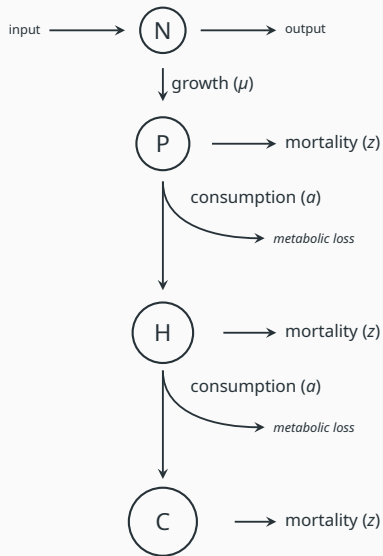 input N output
growth (μ)
P mortality (z)
consumption (a)
metabolic loss
H mortality (z)
consumption (a)
metabolic loss
C mortality (z)